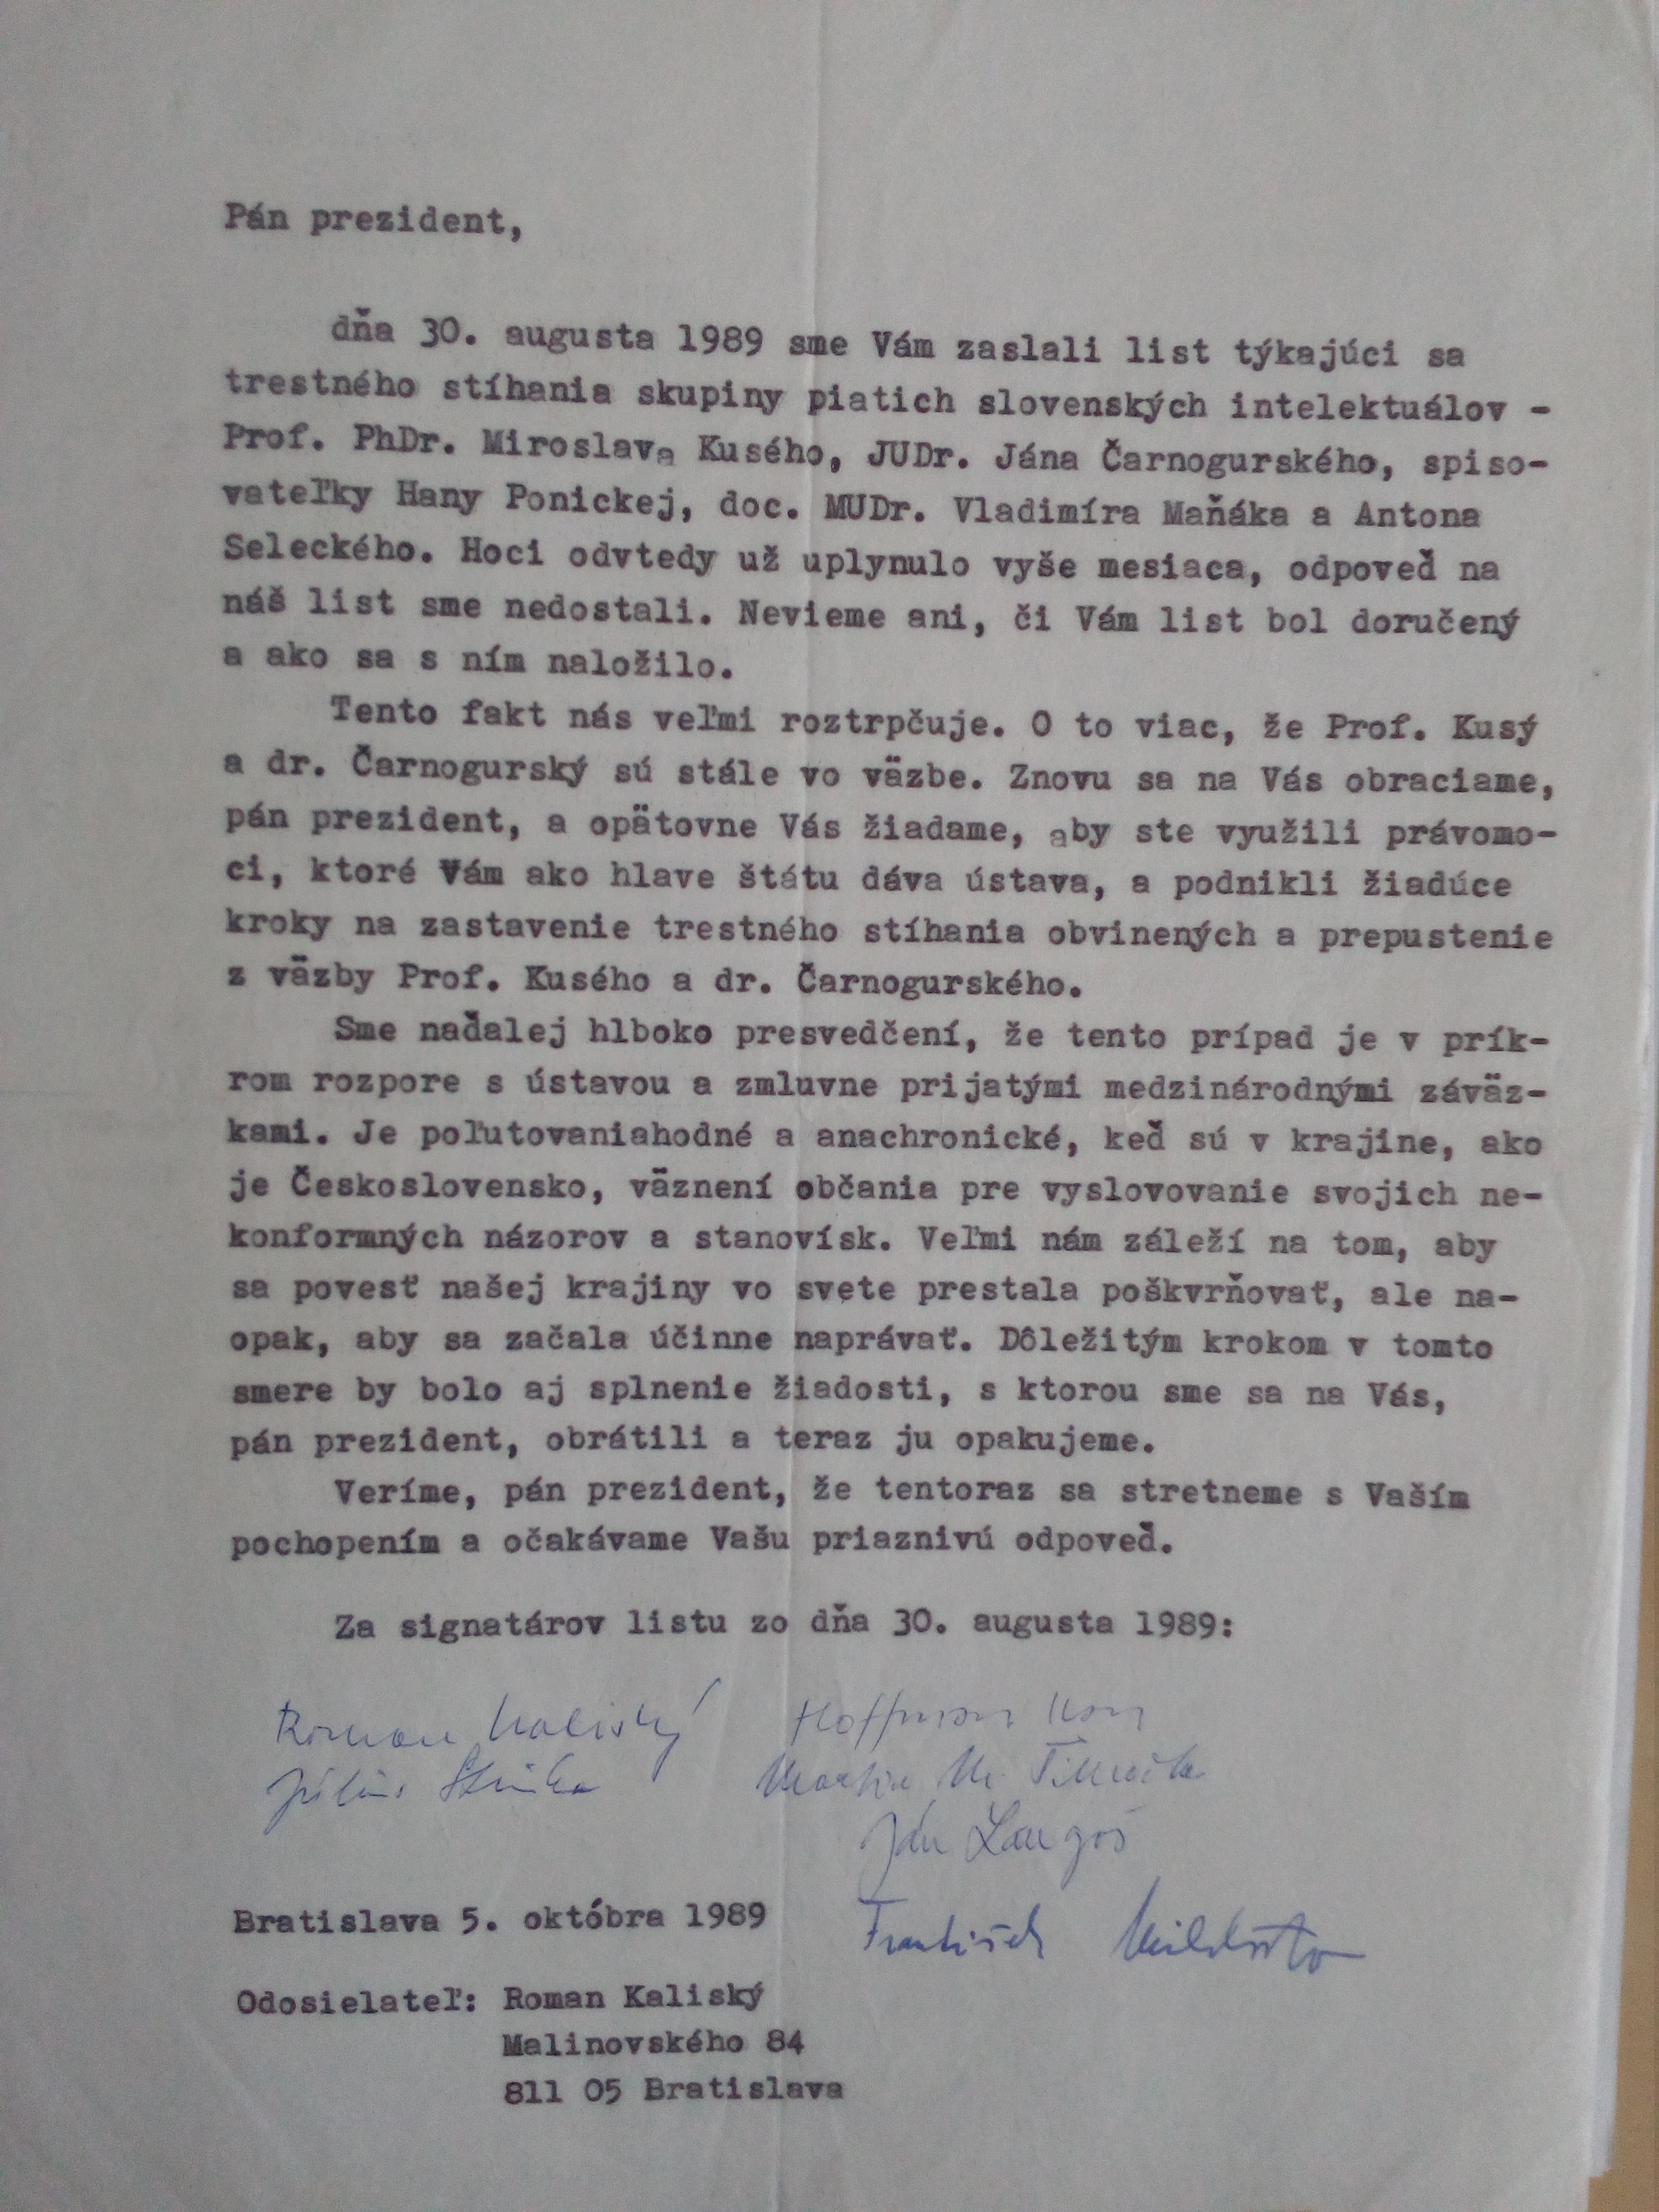 Pán prezident,
dňa 30. augusta 1989 sme Vám zaslali list týkajúci sa
trestného stíhania skupiny piatich slovenských intelektuálov -
Prof. PhDr. Miroslava Kusého, JUDr. Jána Čarnogurského, spiso-
vateľky Hany Ponickej, doc. MUDr. Vladimíra Maňáka a Antona
Seleckého. Hoci odvtedy už uplynulo vyše mesiaca, odpoveď na
náš list sme nedostali. Nevieme ani, či Vám list bol doručený
a ako sa s ním naložilo.
Tento fakt nás veľmi roztrpčuje. O to viac, že Prof. Kusý
a dr. Čarnogurský sú stále vo väzbe. Znovu sa na Vás obraciame,
pán prezident, a opätovne Vás žiadame, aby ste využili právomo-
ci, ktoré Vám ako hlave štátu dáva ústava, a podnikli žiadúce
kroky na zastavenie trestného stíhania obvinených a prepustenie
z väzby Prof. Kusého a dr. Čarnogurského.
Sme naďalej hlboko presvedčení, že tento prípad je v prík-
rom rozpore s ústavou a zmluvne prijatými medzinárodnými záväz-
kami. Je poľutovaniahodné a anachronické, keď sú v krajine, ako
je Československo, väznení občania pre vyslovovanie svojich ne-
konformných názorov a stanovísk. Veľmi nám záleží na tom, aby
sa povesť našej krajiny vo svete prestala poškvrňovať, ale na-
opak, aby sa začala účinne naprávať. Dôležitým krokom v tomto
smere by bolo aj splnenie žiadosti, s ktorou sme sa na Vás,
pán prezident, obrátili a teraz ju opakujeme.
Veríme, pán prezident, že tentoraz sa stretneme s Vaším
pochopením a očakávame Vašu priaznivú odpoveď.
Za signatárov listu zo dňa 30. augusta 1989:
Roman Kaliský Hoffman
Ján Langoš
František Mikloško
Bratislava 5. októbra 1989
Odosielateľ: Roman Kaliský
Malinovského 84
811 05 Bratislava